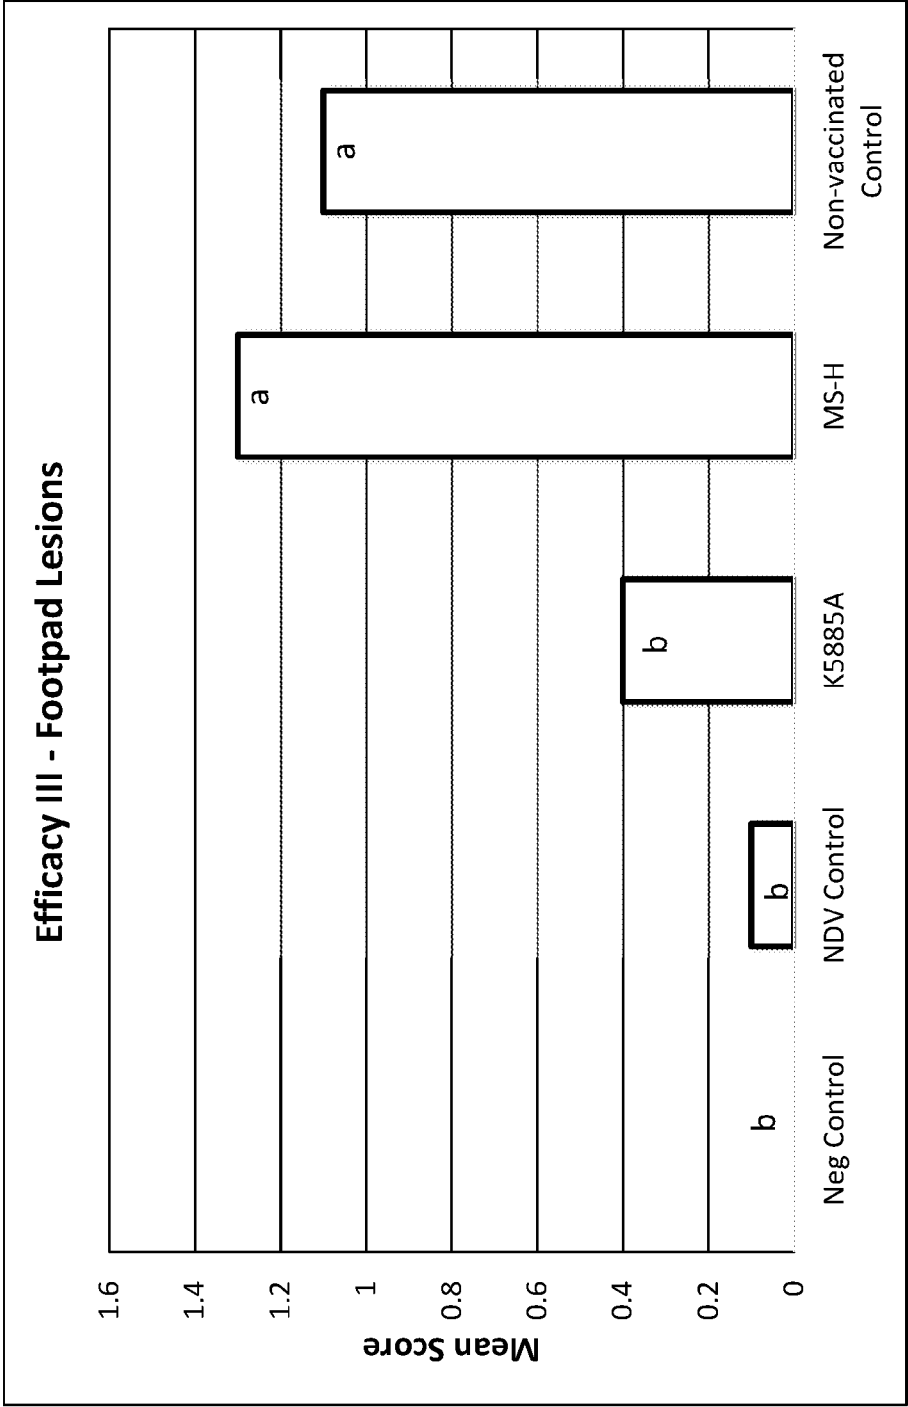 Efficacy III - Footpad Lesions
Mean Score
1.6
1.4
1.2
1
0.8
0.6
0.4
0.2
0
b
b
b
a
a
Neg Control
NDV Control
K5885A
MS-H
Non-vaccinated
Control